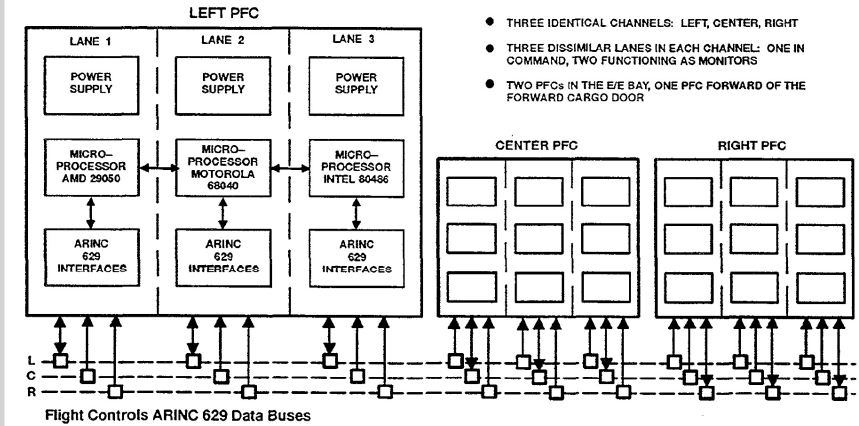 LEFT PFC
● THREE IDENTICAL CHANNELS: LEFT, CENTER, RIGHT
● THREE DISSIMILAR LANES IN EACH CHANNEL: ONE IN
COMMAND, TWO FUNCTIONING AS MONITORS
● TWO PFCs IN THE E/E BAY, ONE PFC FORWARD OF THE
FORWARD CARGO DOOR
LANE 1
LANE 2
LANE 3
POWER
SUPPLY
POWER
SUPPLY
POWER
SUPPLY
MICRO–
PROCESSOR
AMD 29050
MICRO–
PROCESSOR
MOTOROLA
68040
MICRO–
PROCESSOR
INTEL 80486
ARINC
629
INTERFACES
ARINC
629
INTERFACES
ARINC
629
INTERFACES
CENTER PFC
RIGHT PFC
L
C
R
Flight Controls ARINC 629 Data Buses